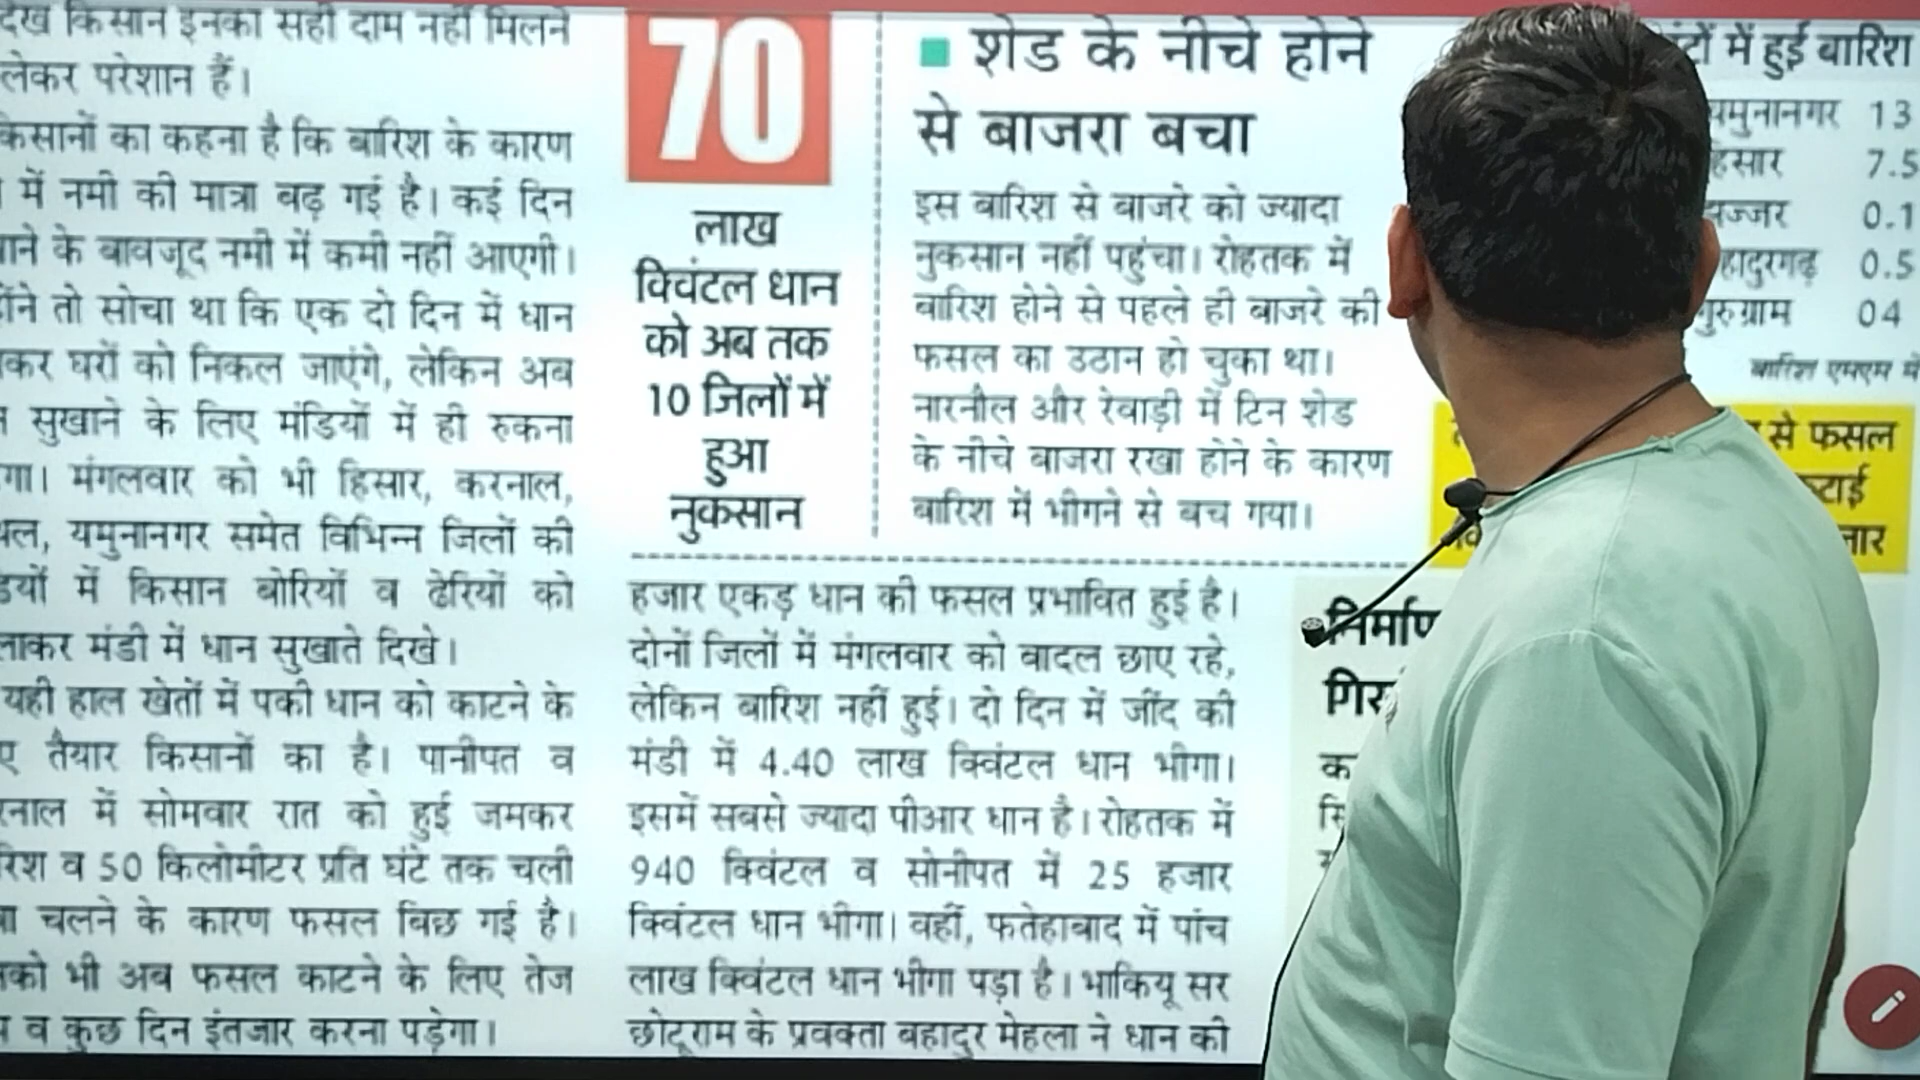 देख किसान इनका सही दाम नहीं मिलने
लेकर परेशान हैं।
किसानों का कहना है कि बारिश के कारण
में नमी की मात्रा बढ़ गई है। कई दिन
के बावजूद नमी में कमी नहीं आएगी।
तो सोचा था कि एक दो दिन में धान
घरों को निकल जाएंगे, लेकिन अब
सुखाने के लिए मंडियों में ही रुकना
मंगलवार को भी हिसार, करनाल,
यमुनानगर समेत विभिन्न जिलों की
में किसान बोरियों व ढेरियों को
मंडी में धान सुखाते दिखे।
यही हाल खेतों में पकी धान को काटने के
तैयार किसानों का है। पानीपत व
में सोमवार रात को हुई जमकर
व 50 किलोमीटर प्रति घंटे तक चली
चलने के कारण फसल बिछ गई है।
भी अब फसल काटने के लिए तेज
व कुछ दिन इंतजार करना पड़ेगा।
70
लाख
क्विंटल धान
को अब तक
10 जिलों में
हुआ
नुकसान
शेड के नीचे होने
से बाजरा बचा
इस बारिश से बाजरे को ज्यादा
नुकसान नहीं पहुंचा। रोहतक में
बारिश होने से पहले ही बाजरे की
फसल का उठान हो चुका था।
नारनौल और रेवाड़ी में टिन शेड
के नीचे बाजरा रखा होने के कारण
बारिश में भीगने से बच गया।
हजार एकड़ धान की फसल प्रभावित हुई है।
दोनों जिलों में मंगलवार को बादल छाए रहे,
लेकिन बारिश नहीं हुई। दो दिन में जींद की
मंडी में 4.40 लाख क्विंटल धान भीगा।
इसमें सबसे ज्यादा पीआर धान है। रोहतक में
940 क्विंटल व सोनीपत में 25 हजार
क्विंटल धान भीगा। वहीं, फतेहाबाद में पांच
लाख क्विंटल धान भीगा पड़ा है। भाकियू सर
छोटूराम के प्रवक्ता बहादुर मेहला ने धान की
में हुई बारिश
यमुनानगर 13
हिसार 7.5
झज्जर 0.1
बहादुरगढ़ 0.5
गुरुग्राम 04
बारिश एमएम में
से फसल